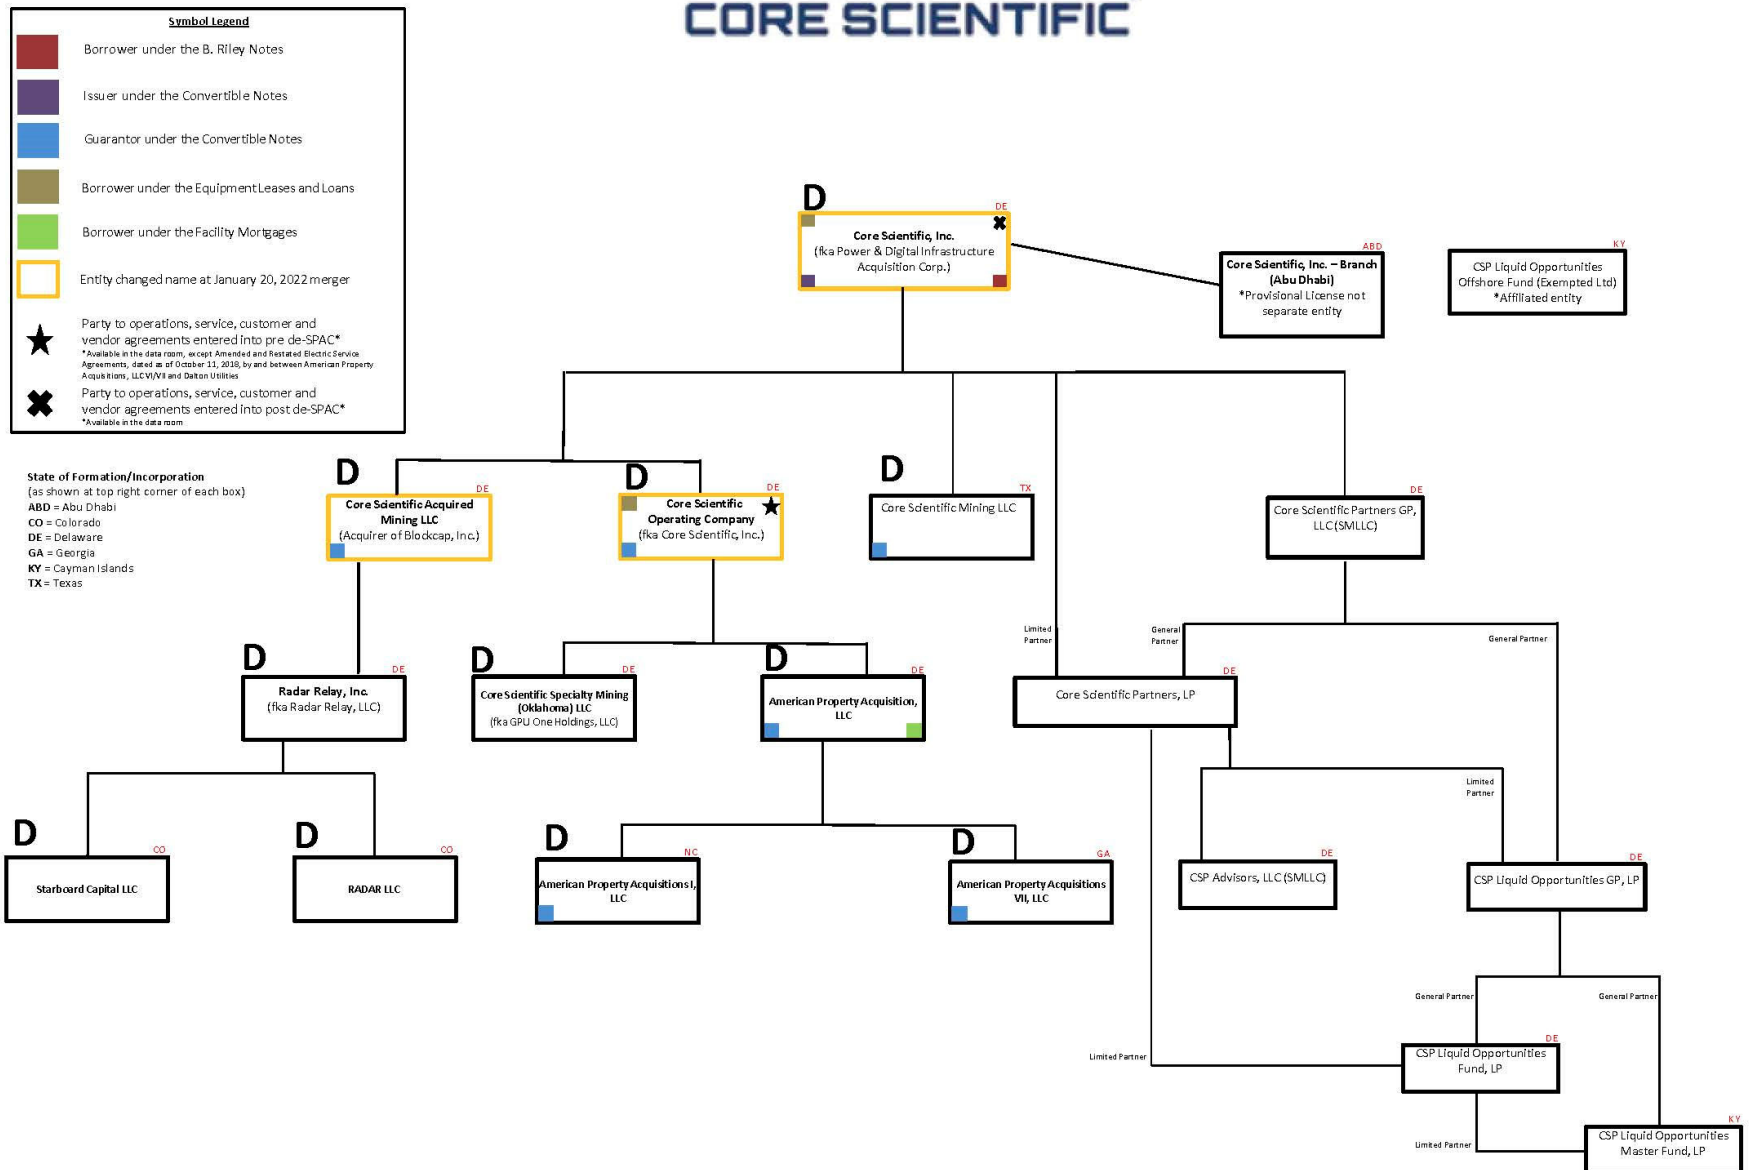 CORE SCIENTIFIC
Symbol Legend
Borrower under the B. Riley Notes
Issuer under the Convertible Notes
Guarantor under the Convertible Notes
Borrower under the Equipment Leases and Loans
Borrower under the Facility Mortgages
Entity changed name at January 20, 2022 merger
Party to operations, service, customer and
vendor agreements entered into pre de-SPAC*
*Available in the data room, except Amended and Restated Electric Service
Agreements, dated as of October 11, 2018, by and between American Property
Acquisitions, LLC VI/VII and Dalton Utilities
Party to operations, service, customer and
vendor agreements entered into post de-SPAC*
*Available in the data room
State of Formation/Incorporation
(as shown at top right corner of each box)
ABD = Abu Dhabi
CO = Colorado
DE = Delaware
GA = Georgia
KY = Cayman Islands
TX = Texas
D
DE
Core Scientific, Inc.
(fka Power & Digital Infrastructure
Acquisition Corp.)
ABD
Core Scientific, Inc. – Branch
(Abu Dhabi)
*Provisional License not
separate entity
KY
CSP Liquid Opportunities
Offshore Fund (Exempted Ltd)
*Affiliated entity
D
DE
Core Scientific Acquired
Mining LLC
(Acquirer of Blockcap, Inc.)
D
DE
Core Scientific
Operating Company
(fka Core Scientific, Inc.)
D
TX
Core Scientific Mining LLC
DE
Core Scientific Partners GP,
LLC (SMLLC)
Limited
Partner
General
Partner
General Partner
D
DE
Radar Relay, Inc.
(fka Radar Relay, LLC)
D
DE
Core Scientific Specialty Mining
(Oklahoma) LLC
(fka GPU One Holdings, LLC)
D
DE
American Property Acquisition,
LLC
DE
Core Scientific Partners, LP
Limited
Partner
D
CO
Starboard Capital LLC
D
CO
RADAR LLC
D
NC
American Property Acquisitions I,
LLC
D
GA
American Property Acquisitions
VII, LLC
DE
CSP Advisors, LLC (SMLLC)
DE
CSP Liquid Opportunities GP, LP
General Partner
General Partner
Limited Partner
DE
CSP Liquid Opportunities
Fund, LP
Limited Partner
KY
CSP Liquid Opportunities
Master Fund, LP